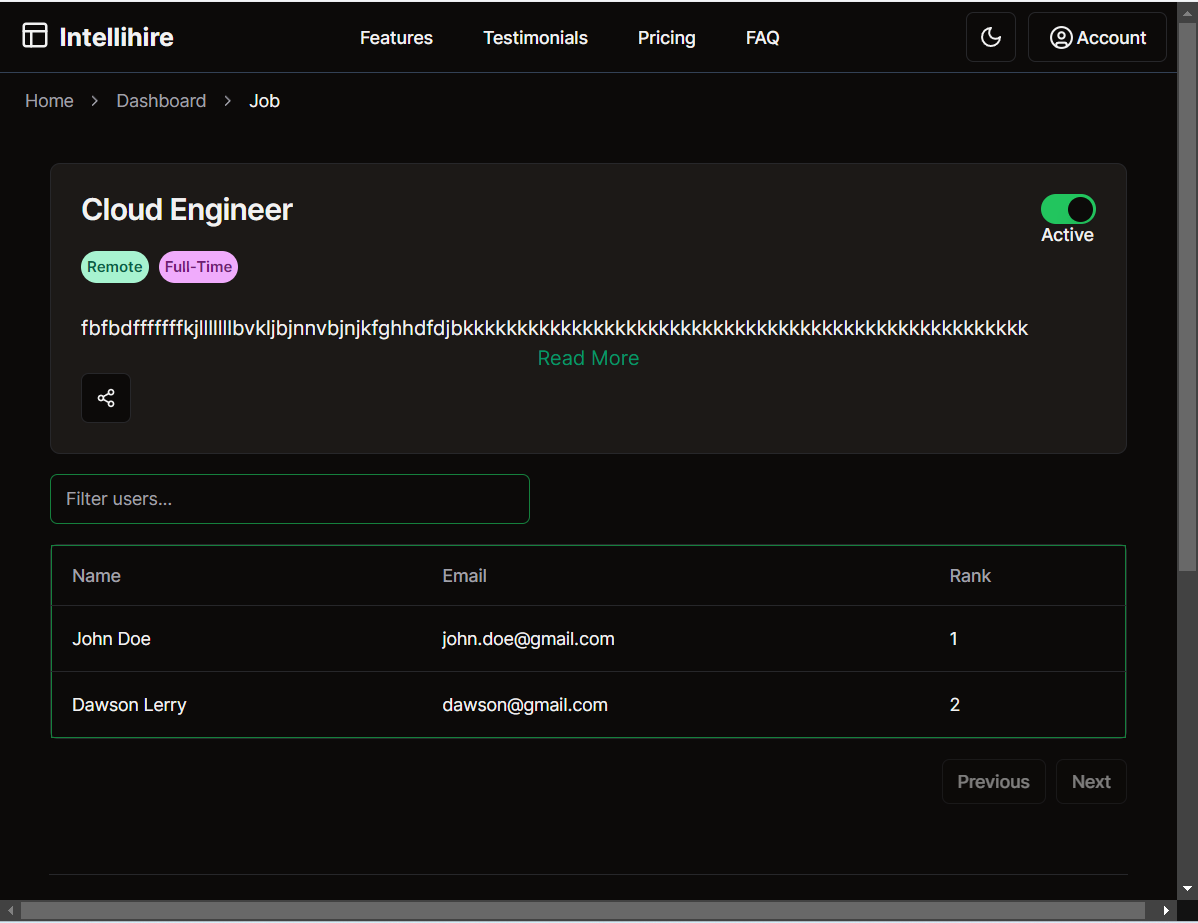 Intellihire Features Testimonials Pricing FAQ Account
Home > Dashboard > Job
Cloud Engineer
Active
Remote Full-Time
fbfbdfffffffkjlllllllbvkljbjnnvbjnjkfghhdfdjbkkkkkkkkkkkkkkkkkkkkkkkkkkkkkkkkkkkkkkkkkkkkkkkkkkkk
Read More
Filter users...
Name Email Rank
John Doe john.doe@gmail.com 1
Dawson Lerry dawson@gmail.com 2
Previous Next